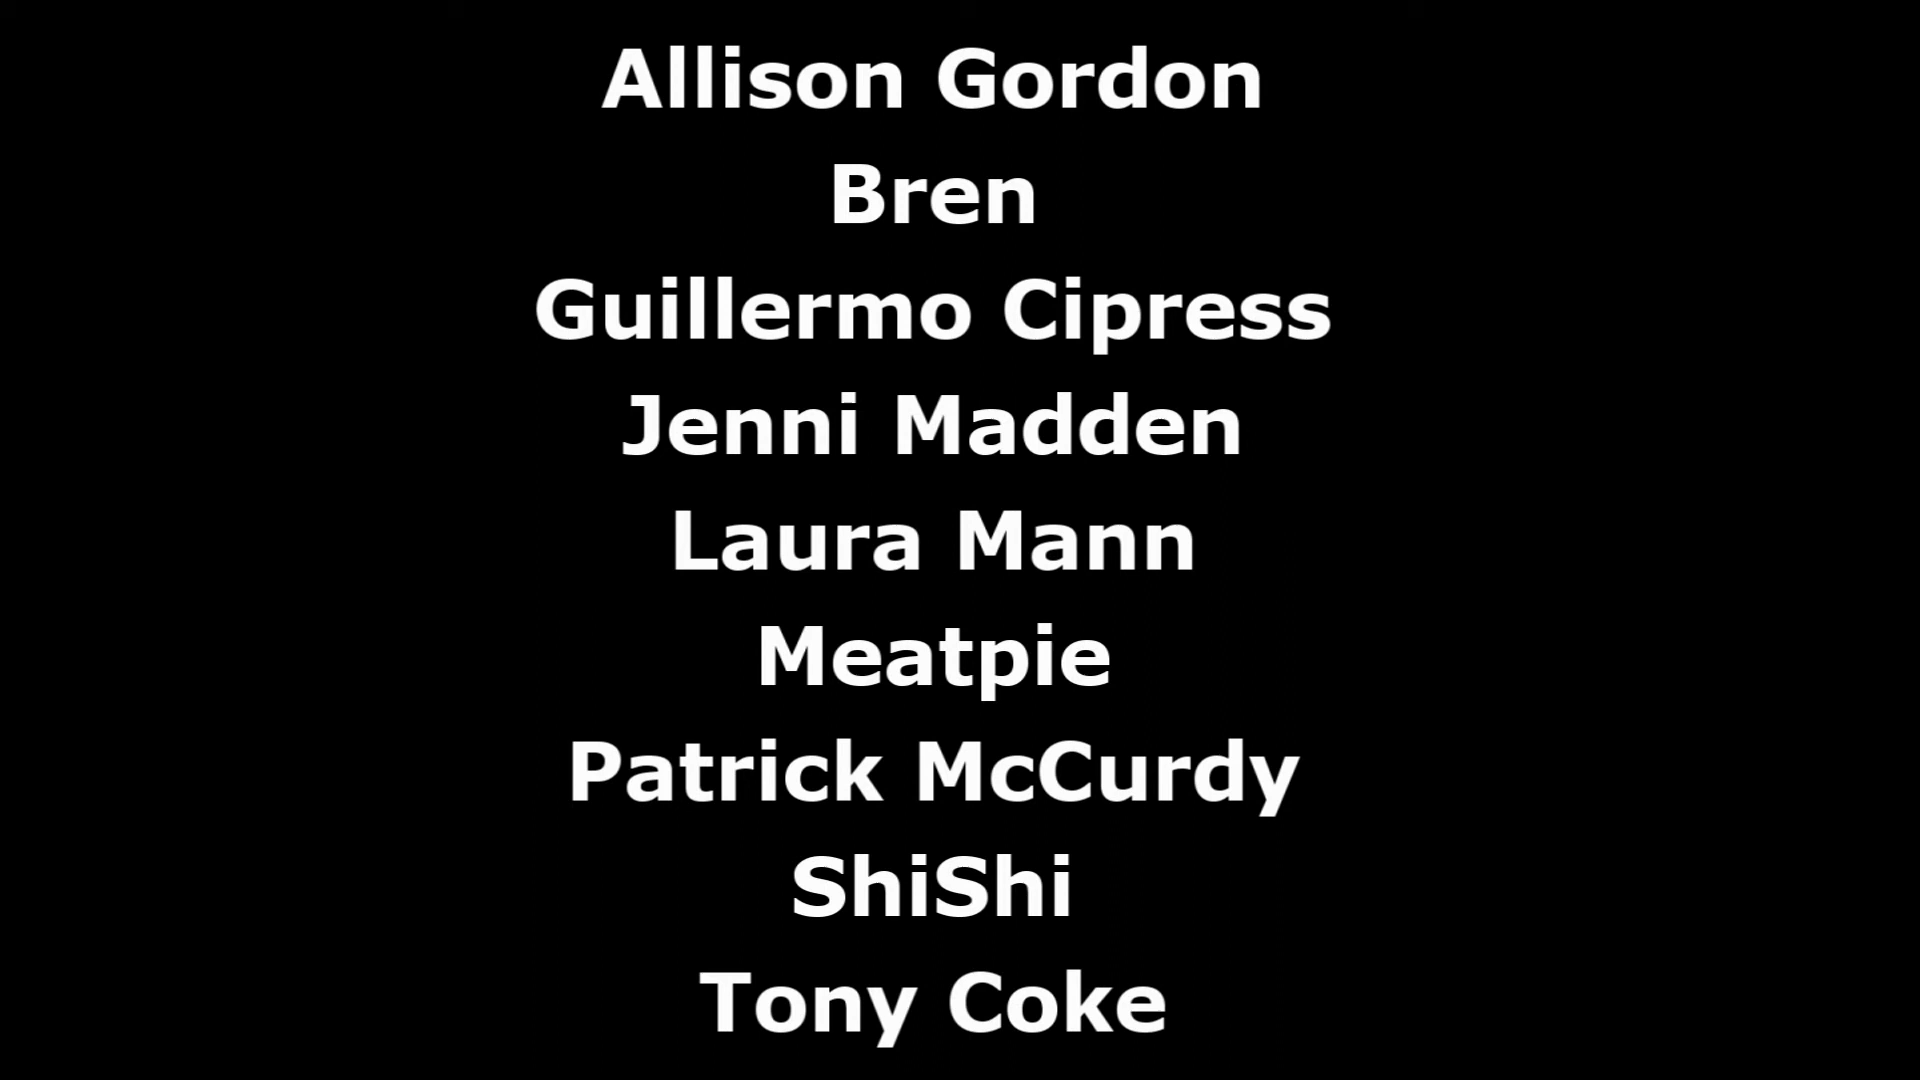 Allison Gordon
Bren
Guillermo Cipress
Jenni Madden
Laura Mann
Meatpie
Patrick McCurdy
ShiShi
Tony Coke